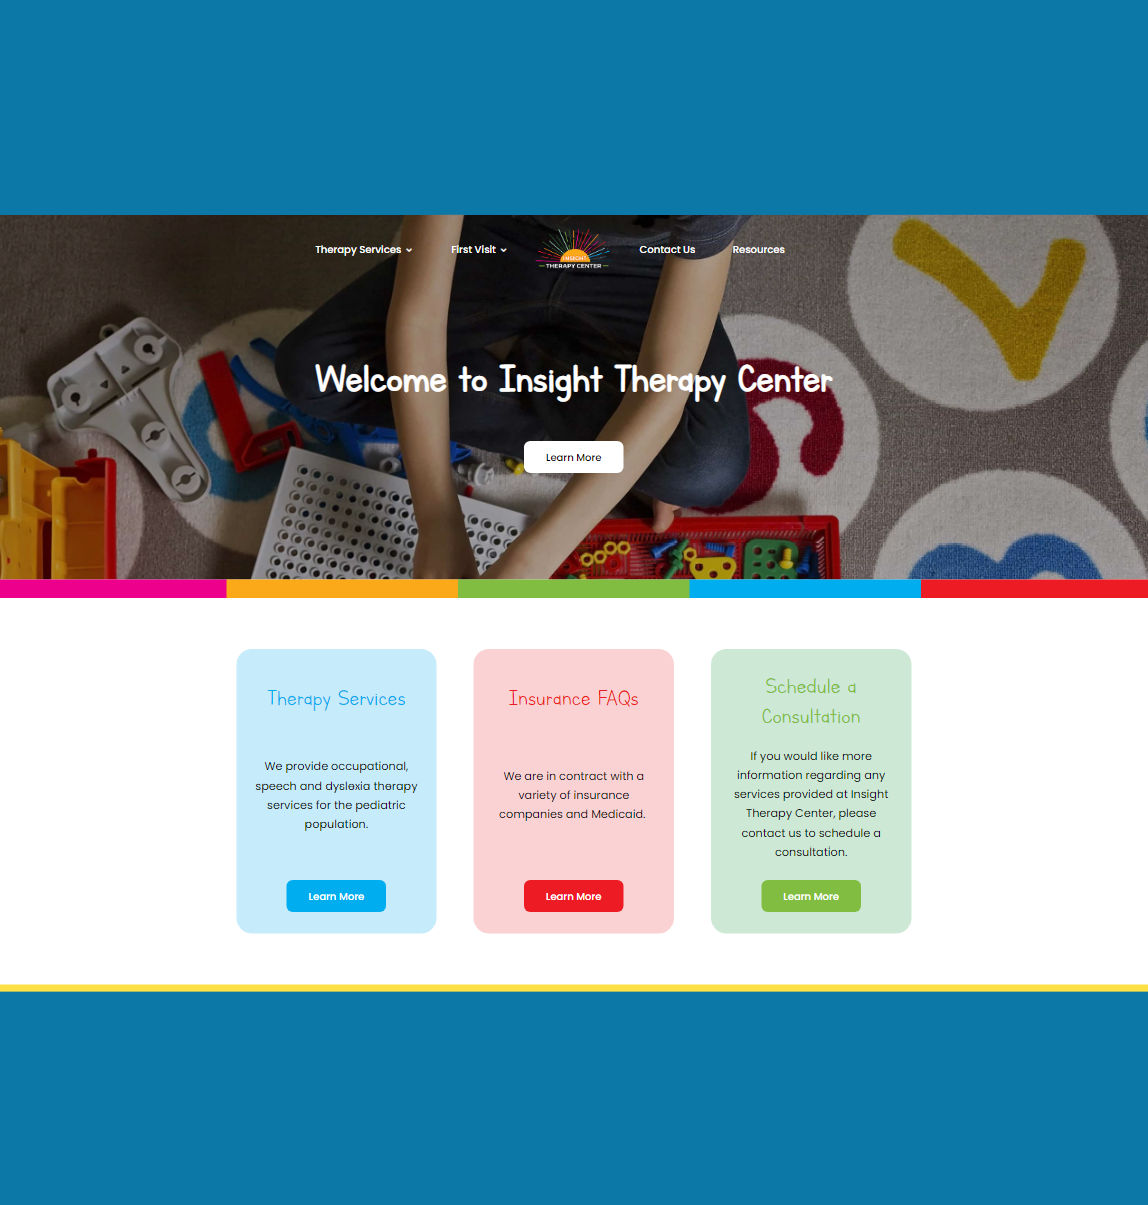 Therapy Services
First Visit
INSIGHT
THERAPY CENTER
Contact Us
Resources
Welcome to Insight Therapy Center
Learn More
Therapy Services
We provide occupational,
speech and dyslexia therapy
services for the pediatric
population.
Learn More
Insurance FAQs
We are in contract with a
variety of insurance
companies and Medicaid.
Learn More
Schedule a
Consultation
If you would like more
information regarding any
services provided at Insight
Therapy Center, please
contact us to schedule a
consultation.
Learn More